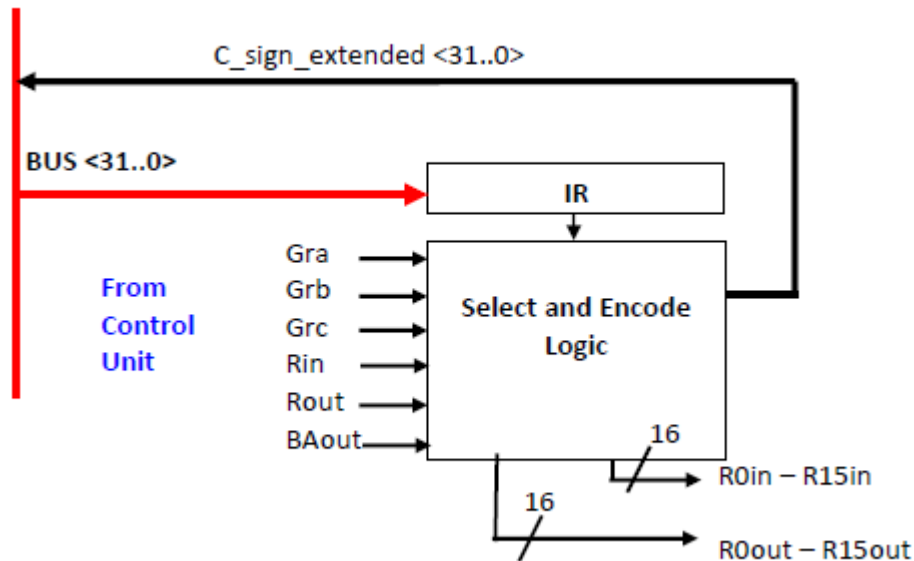 C_sign_extended <31..0>
BUS <31..0>
IR
Gra
Grb
Grc
Rin
Rout
BAout
From
Control
Unit
Select and Encode
Logic
16
R0in – R15in
16
R0out – R15out